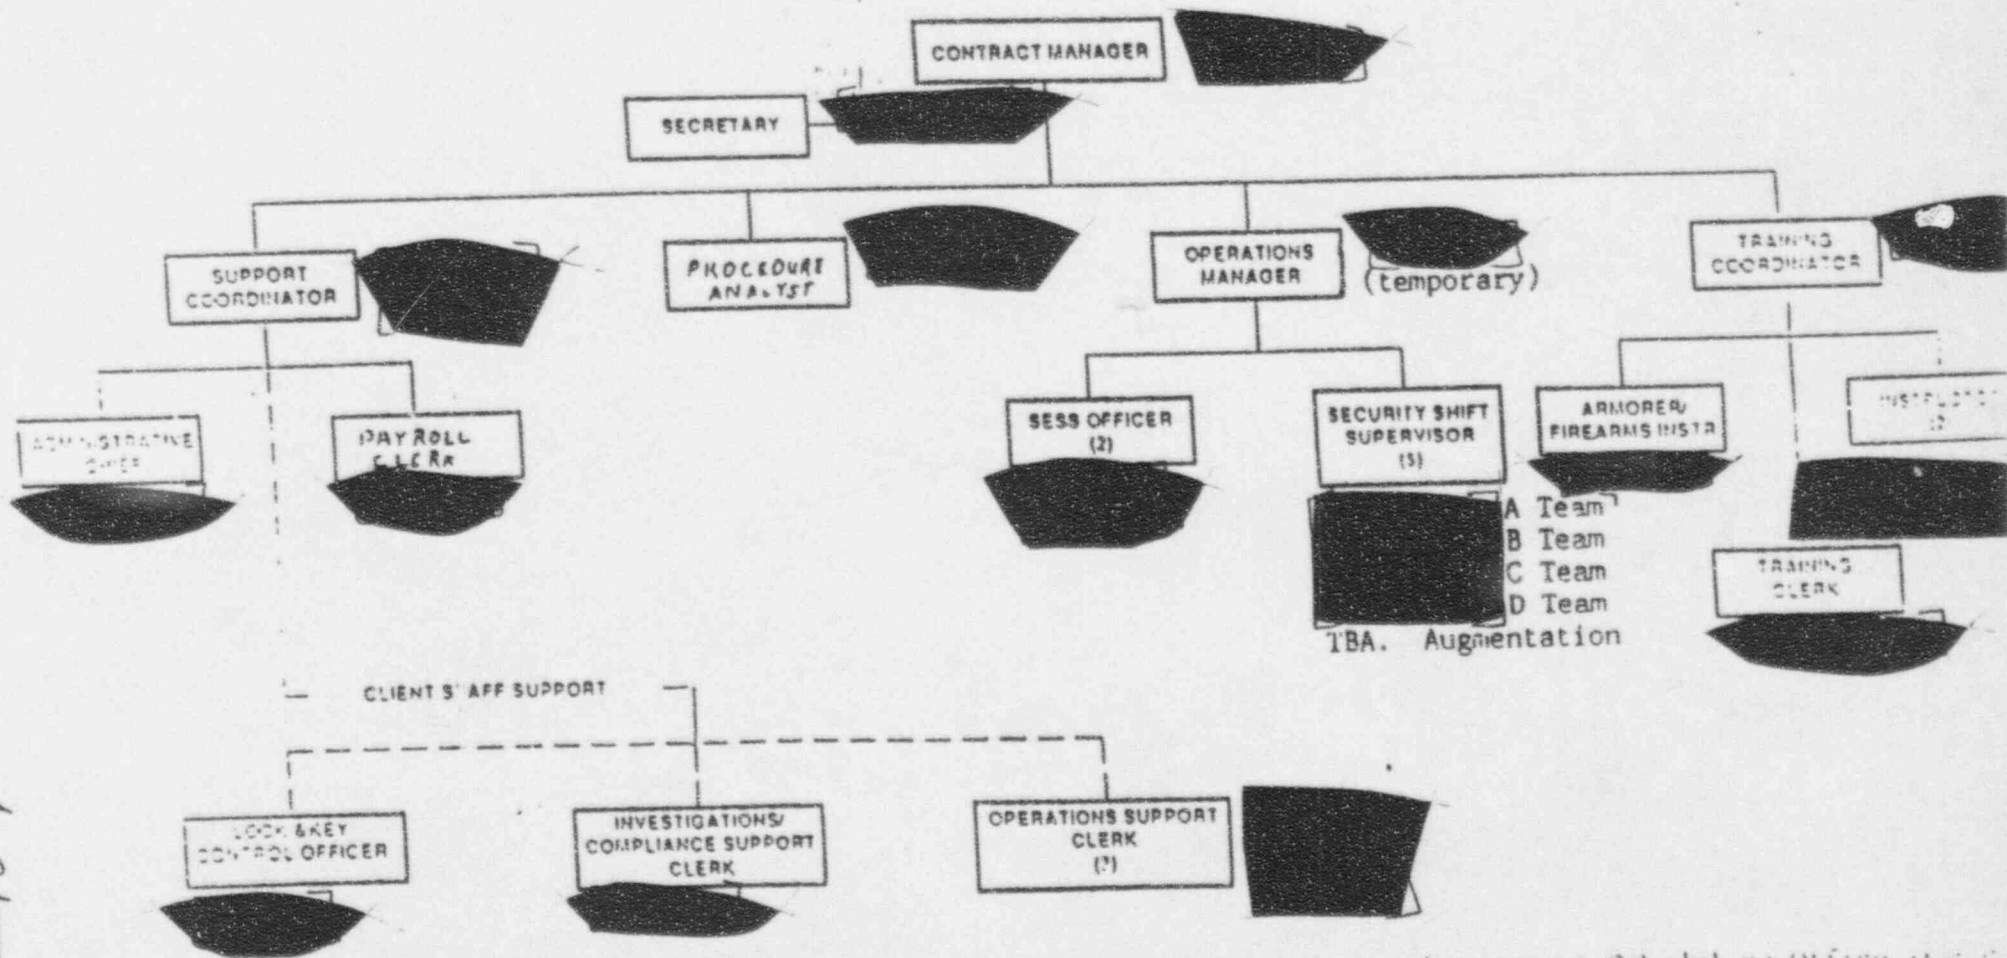 CONTRACT MANAGER
SECRETARY
SUPPORT
COORDINATOR
PROCEDURE
ANALYST
OPERATIONS
MANAGER
(temporary)
TRAINING
COORDINATOR
ADMINISTRATIVE
PAYROLL
CLERK
SESS OFFICER
(2)
SECURITY SHIFT
SUPERVISOR
(5)
A Team
B Team
C Team
D Team
TBA. Augmentation
ARMORER/
FIREARMS INSTR
TRAINING
CLERK
CLIENT STAFF SUPPORT
LOCK & KEY
CONTROL OFFICER
INVESTIGATIONS/
COMPLIANCE SUPPORT
CLERK
OPERATIONS SUPPORT
CLERK